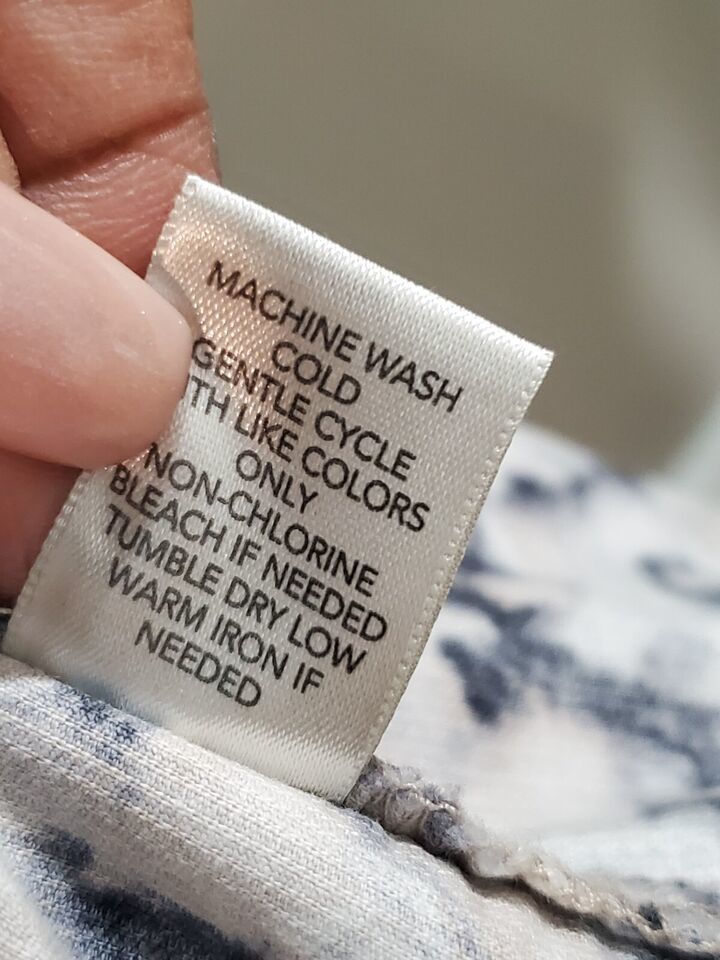 MACHINE WASH
COLD
GENTLE CYCLE
TH LIKE COLORS
ONLY
NON-CHLORINE
BLEACH IF NEEDED
TUMBLE DRY LOW
WARM IRON IF
NEEDED